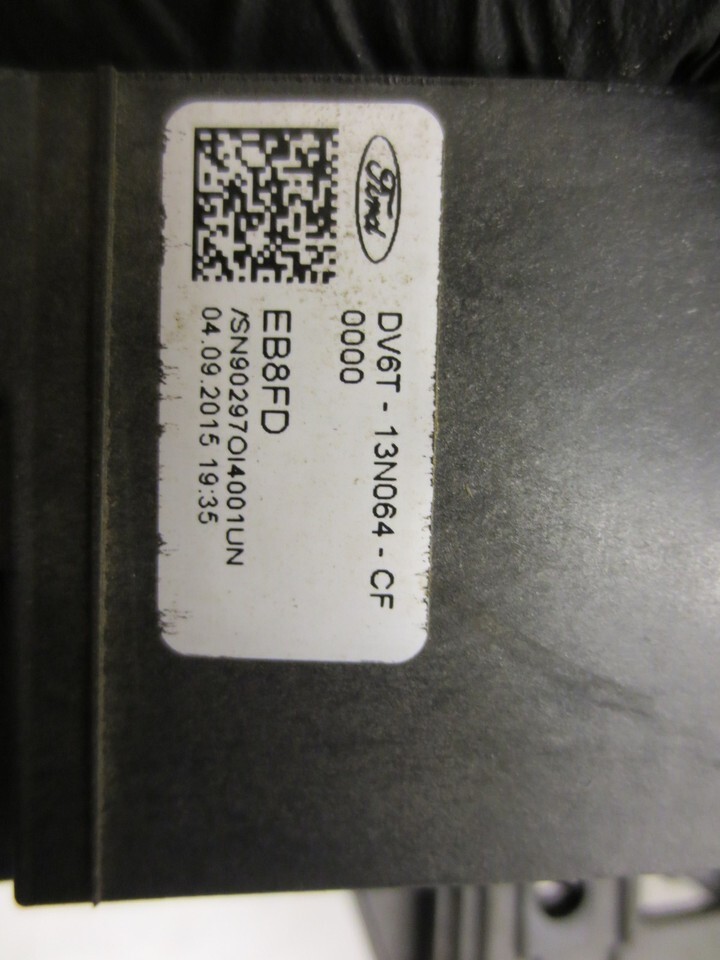 Ford
DV6T - 13N064 - CF
0000
EB8FD
/SN90297OI4001UN
04.09.2015 19:35